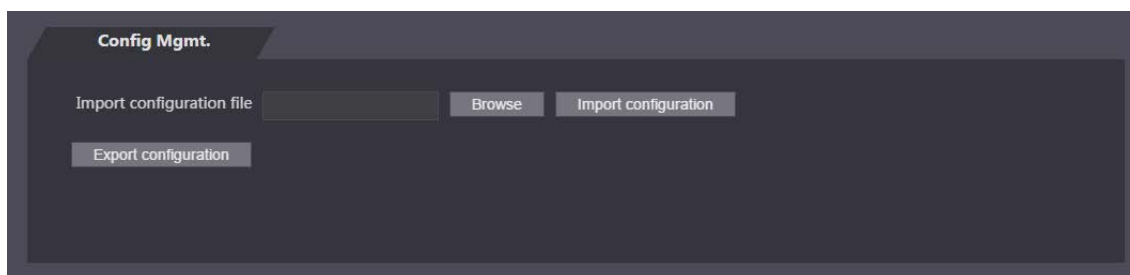 Config Mgmt.
Import configuration file Browse Import configuration
Export configuration